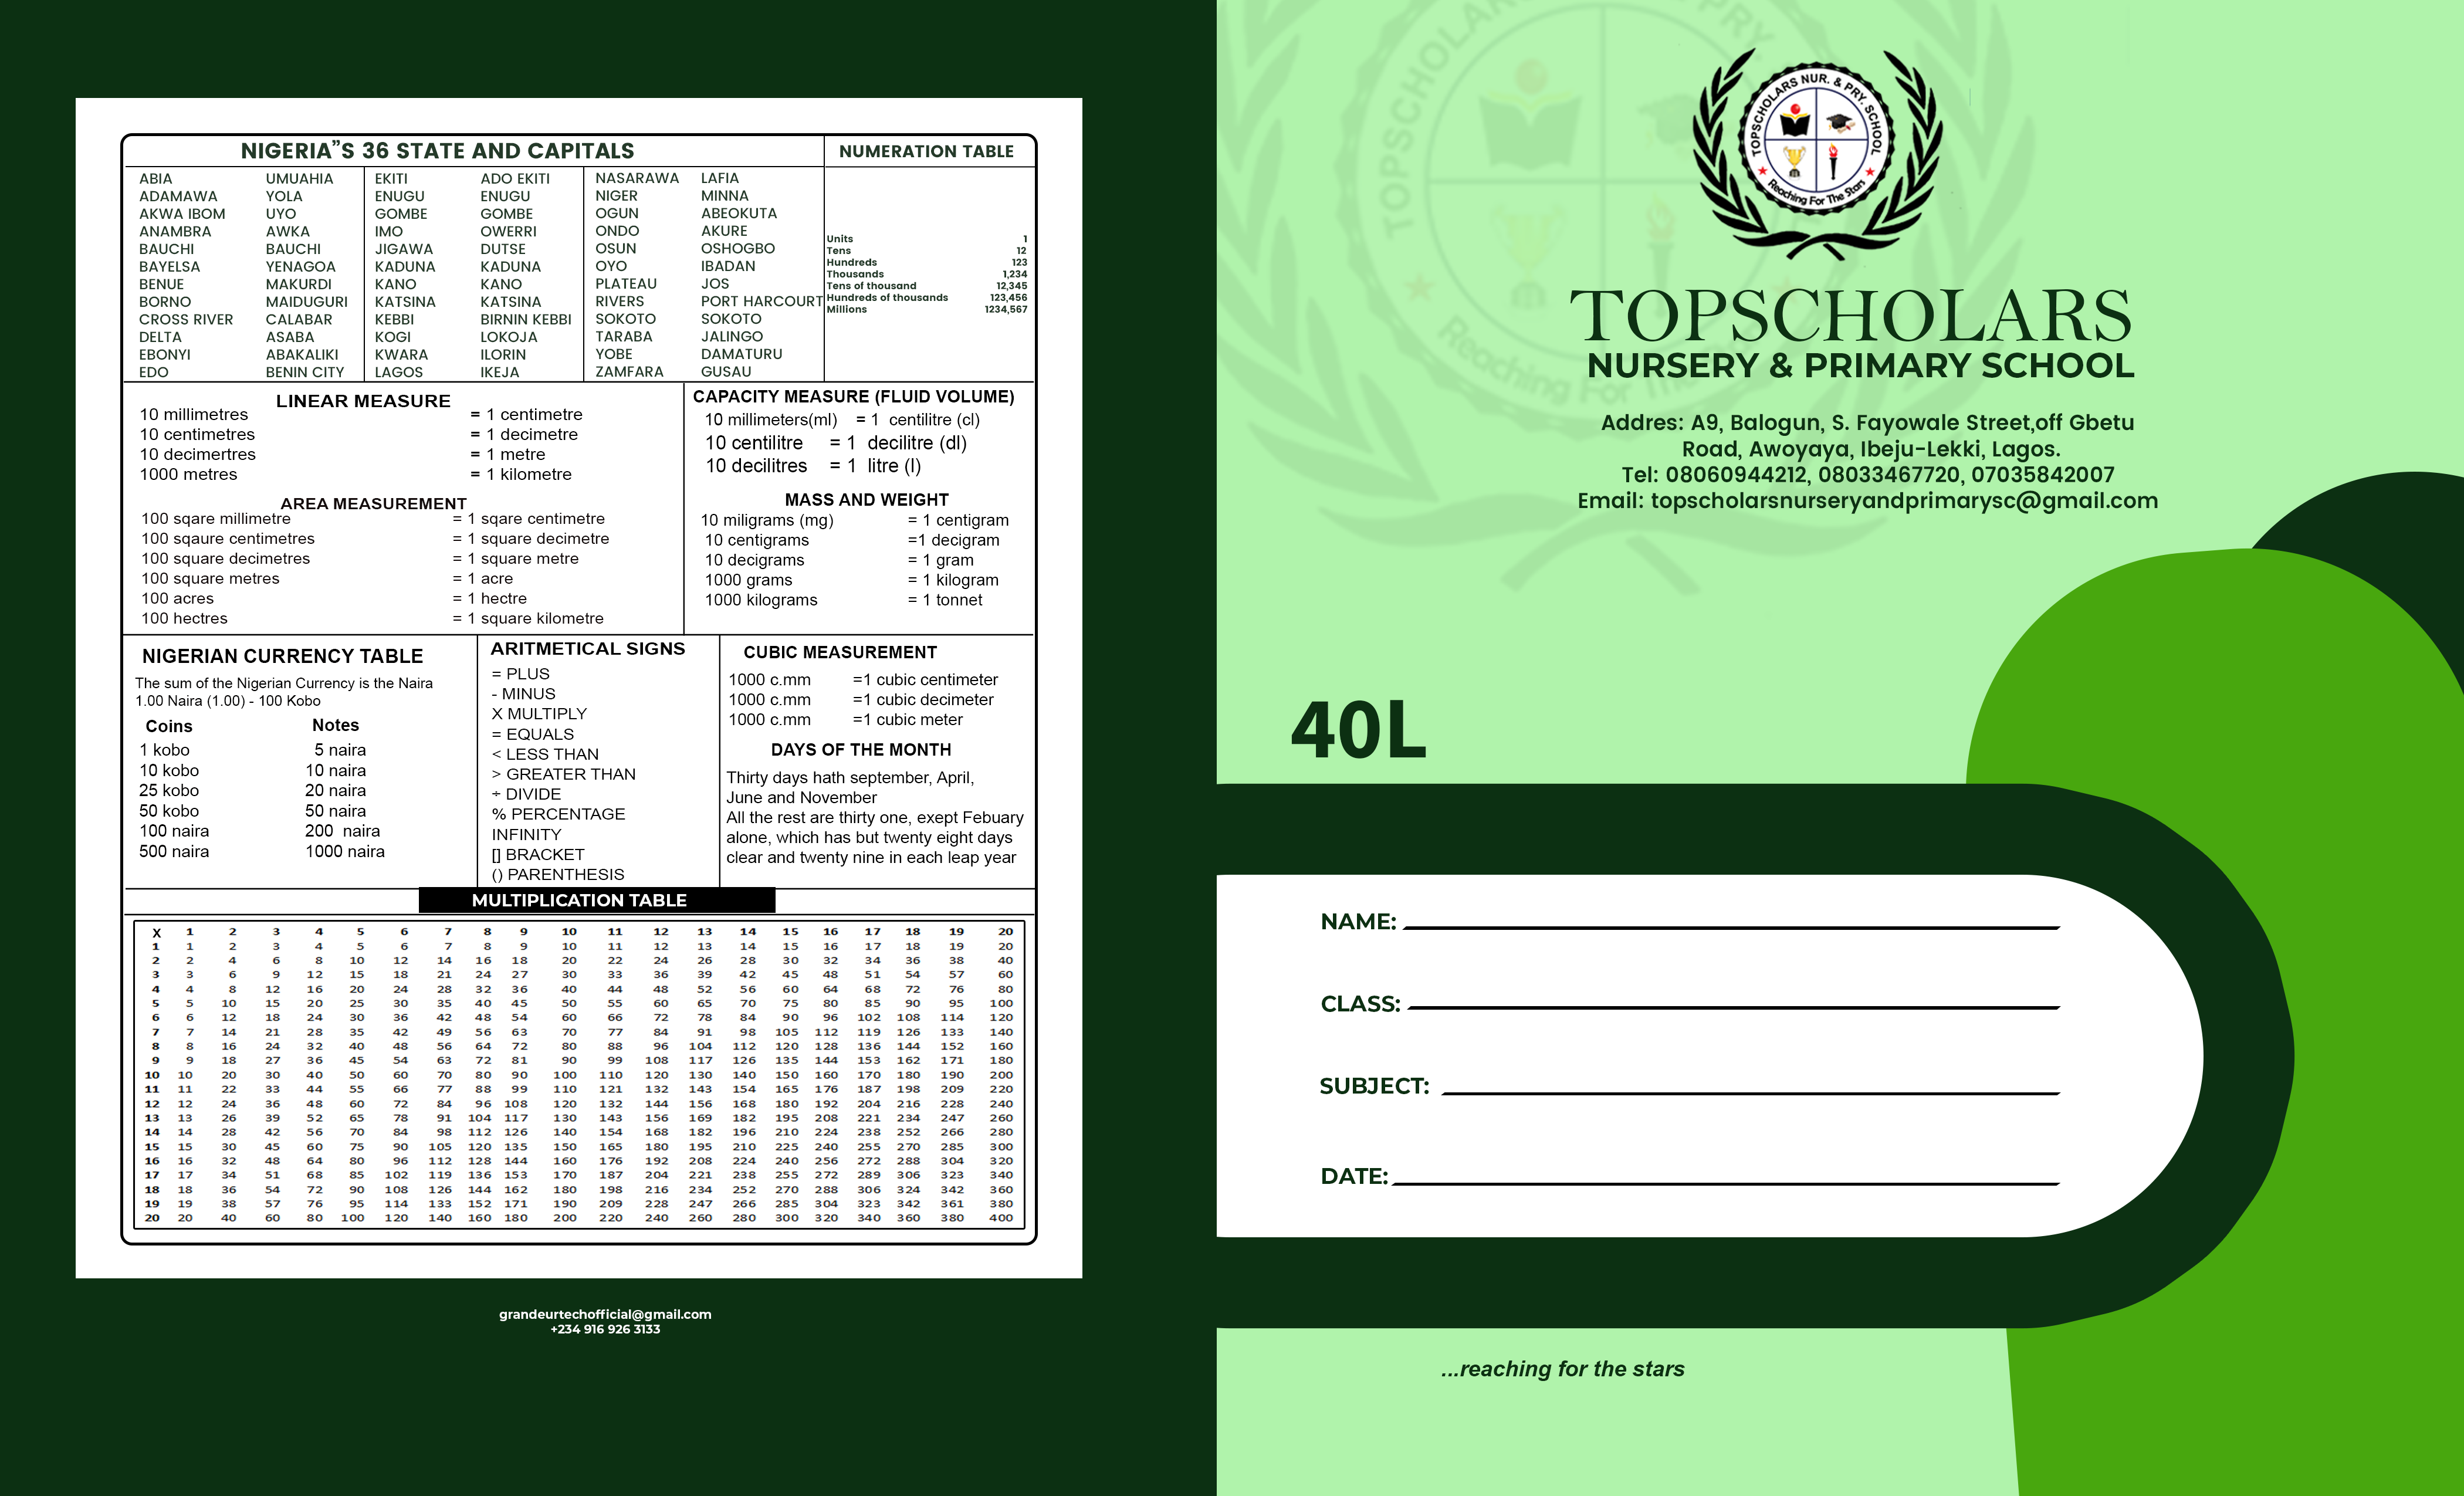 NIGERIA”S 36 STATE AND CAPITALS
ABIA UMUAHIA EKITI ADO EKITI NASARAWA LAFIA
ADAMAWA YOLA ENUGU ENUGU NIGER MINNA
AKWA IBOM UYO GOMBE GOMBE OGUN ABEOKUTA
ANAMBRA AWKA IMO OWERRI ONDO AKURE
BAUCHI BAUCHI JIGAWA DUTSE OSUN OSHOGBO
BAYELSA YENAGOA KADUNA KADUNA OYO IBADAN
BENUE MAKURDI KANO KANO PLATEAU JOS
BORNO MAIDUGURI KATSINA KATSINA RIVERS PORT HARCOURT
CROSS RIVER CALABAR KEBBI BIRNIN KEBBI SOKOTO SOKOTO
DELTA ASABA KOGI LOKOJA TARABA JALINGO
EBONYI ABAKALIKI KWARA ILORIN YOBE DAMATURU
EDO BENIN CITY LAGOS IKEJA ZAMFARA GUSAU
NUMERATION TABLE
Units 1
Tens 12
Hundreds 123
Thousands 1,234
Tens of thousand 12,345
Hundreds of thousands 123,456
Millions 1234,567
LINEAR MEASURE
10 millimetres = 1 centimetre
10 centimetres = 1 decimetre
10 decimertres = 1 metre
1000 metres = 1 kilometre
AREA MEASUREMENT
100 sqare millimetre = 1 sqare centimetre
100 sqaure centimetres = 1 square decimetre
100 square decimetres = 1 square metre
100 square metres = 1 acre
100 acres = 1 hectre
100 hectres = 1 square kilometre
CAPACITY MEASURE (FLUID VOLUME)
10 millimeters(ml) = 1 centilitre (cl)
10 centilitre = 1 decilitre (dl)
10 decilitres = 1 litre (l)
MASS AND WEIGHT
10 miligrams (mg) = 1 centigram
10 centigrams =1 decigram
10 decigrams = 1 gram
1000 grams = 1 kilogram
1000 kilograms = 1 tonnet
NIGERIAN CURRENCY TABLE
The sum of the Nigerian Currency is the Naira
1.00 Naira (1.00) - 100 Kobo
Coins Notes
1 kobo 5 naira
10 kobo 10 naira
25 kobo 20 naira
50 kobo 50 naira
100 naira 200 naira
500 naira 1000 naira
ARITMETICAL SIGNS
= PLUS
- MINUS
X MULTIPLY
= EQUALS
< LESS THAN
> GREATER THAN
÷ DIVIDE
% PERCENTAGE
INFINITY
[] BRACKET
() PARENTHESIS
CUBIC MEASUREMENT
1000 c.mm =1 cubic centimeter
1000 c.mm =1 cubic decimeter
1000 c.mm =1 cubic meter
DAYS OF THE MONTH
Thirty days hath september, April,
June and November
All the rest are thirty one, exept Febuary
alone, which has but twenty eight days
clear and twenty nine in each leap year
MULTIPLICATION TABLE
X 1 2 3 4 5 6 7 8 9 10 11 12 13 14 15 16 17 18 19 20
1 1 2 3 4 5 6 7 8 9 10 11 12 13 14 15 16 17 18 19 20
2 2 4 6 8 10 12 14 16 18 20 22 24 26 28 30 32 34 36 38 40
3 3 6 9 12 15 18 21 24 27 30 33 36 39 42 45 48 51 54 57 60
4 4 8 12 16 20 24 28 32 36 40 44 48 52 56 60 64 68 72 76 80
5 5 10 15 20 25 30 35 40 45 50 55 60 65 70 75 80 85 90 95 100
6 6 12 18 24 30 36 42 48 54 60 66 72 78 84 90 96 102 108 114 120
7 7 14 21 28 35 42 49 56 63 70 77 84 91 98 105 112 119 126 133 140
8 8 16 24 32 40 48 56 64 72 80 88 96 104 112 120 128 136 144 152 160
9 9 18 27 36 45 54 63 72 81 90 99 108 117 126 135 144 153 162 171 180
10 10 20 30 40 50 60 70 80 90 100 110 120 130 140 150 160 170 180 190 200
11 11 22 33 44 55 66 77 88 99 110 121 132 143 154 165 176 187 198 209 220
12 12 24 36 48 60 72 84 96 108 120 132 144 156 168 180 192 204 216 228 240
13 13 26 39 52 65 78 91 104 117 130 143 156 169 182 195 208 221 234 247 260
14 14 28 42 56 70 84 98 112 126 140 154 168 182 196 210 224 238 252 266 280
15 15 30 45 60 75 90 105 120 135 150 165 180 195 210 225 240 255 270 285 300
16 16 32 48 64 80 96 112 128 144 160 176 192 208 224 240 256 272 288 304 320
17 17 34 51 68 85 102 119 136 153 170 187 204 221 238 255 272 289 306 323 340
18 18 36 54 72 90 108 126 144 162 180 198 216 234 252 270 288 306 324 342 360
19 19 38 57 76 95 114 133 152 171 190 209 228 247 266 285 304 323 342 361 380
20 20 40 60 80 100 120 140 160 180 200 220 240 260 280 300 320 340 360 380 400
grandeurtechofficial@gmail.com
+234 916 926 3133
TOPSCHOLARS NUR. & PRY. SCHOOL
Reaching For The Stars
TOPSCHOLARS
NURSERY & PRIMARY SCHOOL
Addres: A9, Balogun, S. Fayowale Street,off Gbetu
Road, Awoyaya, Ibeju-Lekki, Lagos.
Tel: 08060944212, 08033467720, 07035842007
Email: topscholarsnurseryandprimarysc@gmail.com
40L
NAME:
CLASS:
SUBJECT:
DATE:
...reaching for the stars